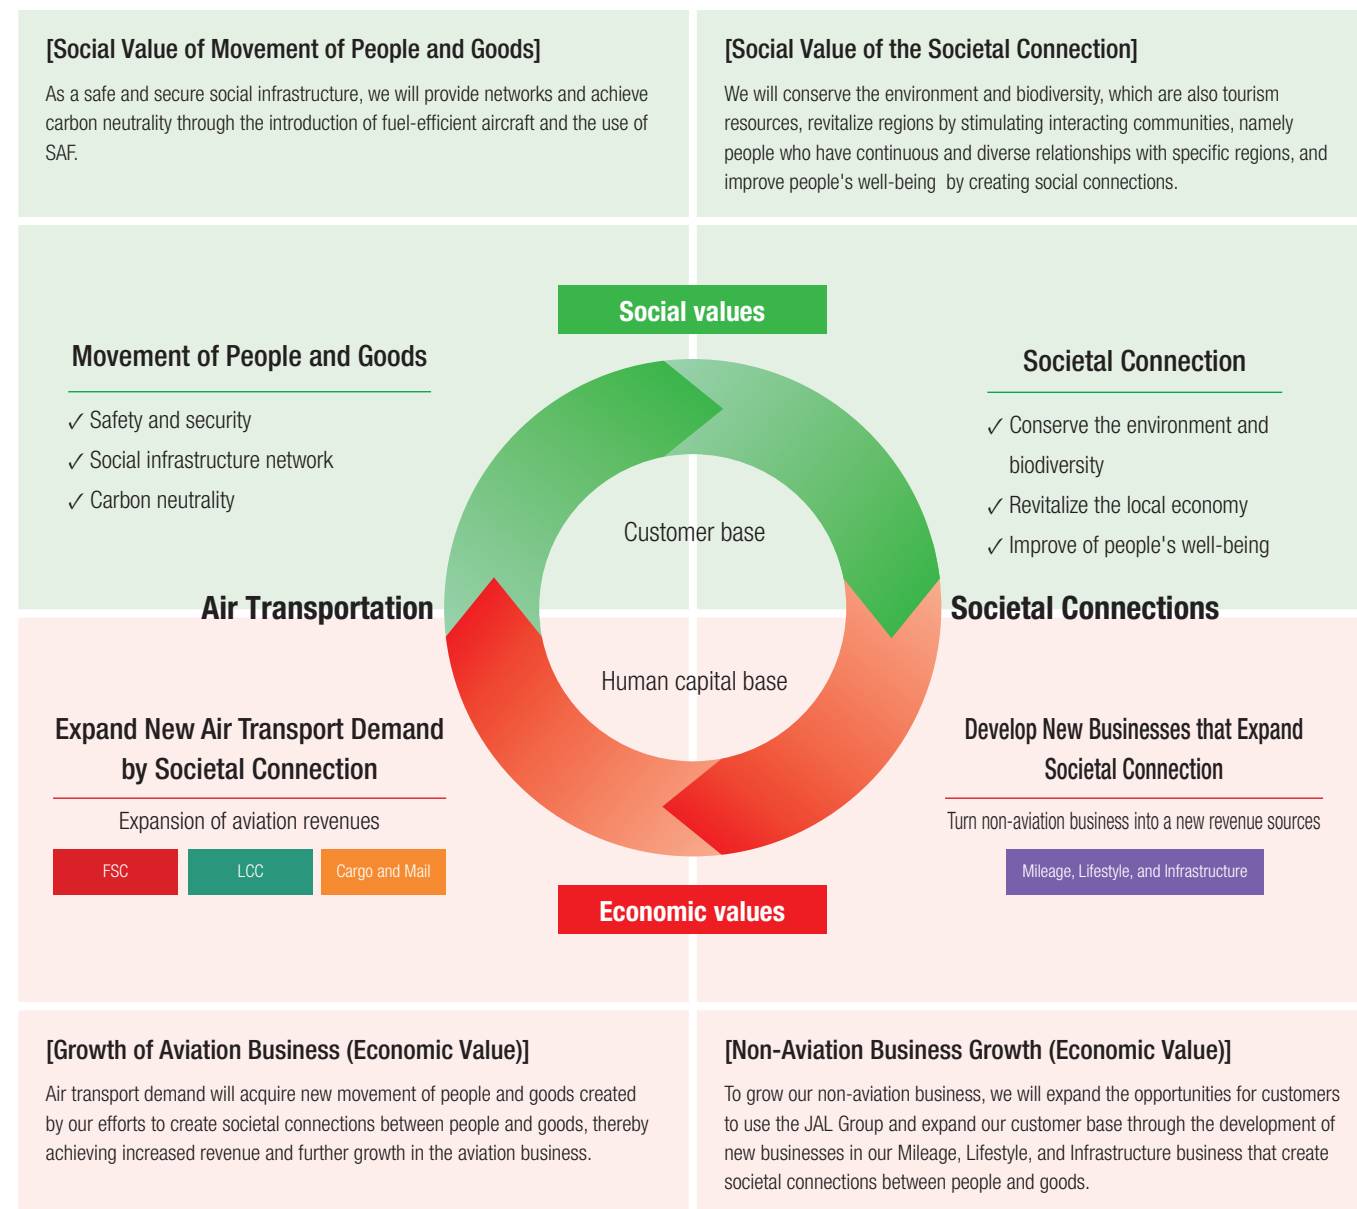 [Social Value of Movement of People and Goods]
As a safe and secure social infrastructure, we will provide networks and achieve
carbon neutrality through the introduction of fuel-efficient aircraft and the use of
SAF.
[Social Value of the Societal Connection]
We will conserve the environment and biodiversity, which are also tourism
resources, revitalize regions by stimulating interacting communities, namely
people who have continuous and diverse relationships with specific regions, and
improve people's well-being by creating social connections.
Social values
Movement of People and Goods
✓ Safety and security
✓ Social infrastructure network
✓ Carbon neutrality
Societal Connection
✓ Conserve the environment and
biodiversity
✓ Revitalize the local economy
✓ Improve of people's well-being
Customer base
Air Transportation
Societal Connections
Human capital base
Expand New Air Transport Demand
by Societal Connection
Expansion of aviation revenues
FSC
LCC
Cargo and Mail
Develop New Businesses that Expand
Societal Connection
Turn non-aviation business into a new revenue sources
Mileage, Lifestyle, and Infrastructure
Economic values
[Growth of Aviation Business (Economic Value)]
Air transport demand will acquire new movement of people and goods created
by our efforts to create societal connections between people and goods, thereby
achieving increased revenue and further growth in the aviation business.
[Non-Aviation Business Growth (Economic Value)]
To grow our non-aviation business, we will expand the opportunities for customers
to use the JAL Group and expand our customer base through the development of
new businesses in our Mileage, Lifestyle, and Infrastructure business that create
societal connections between people and goods.